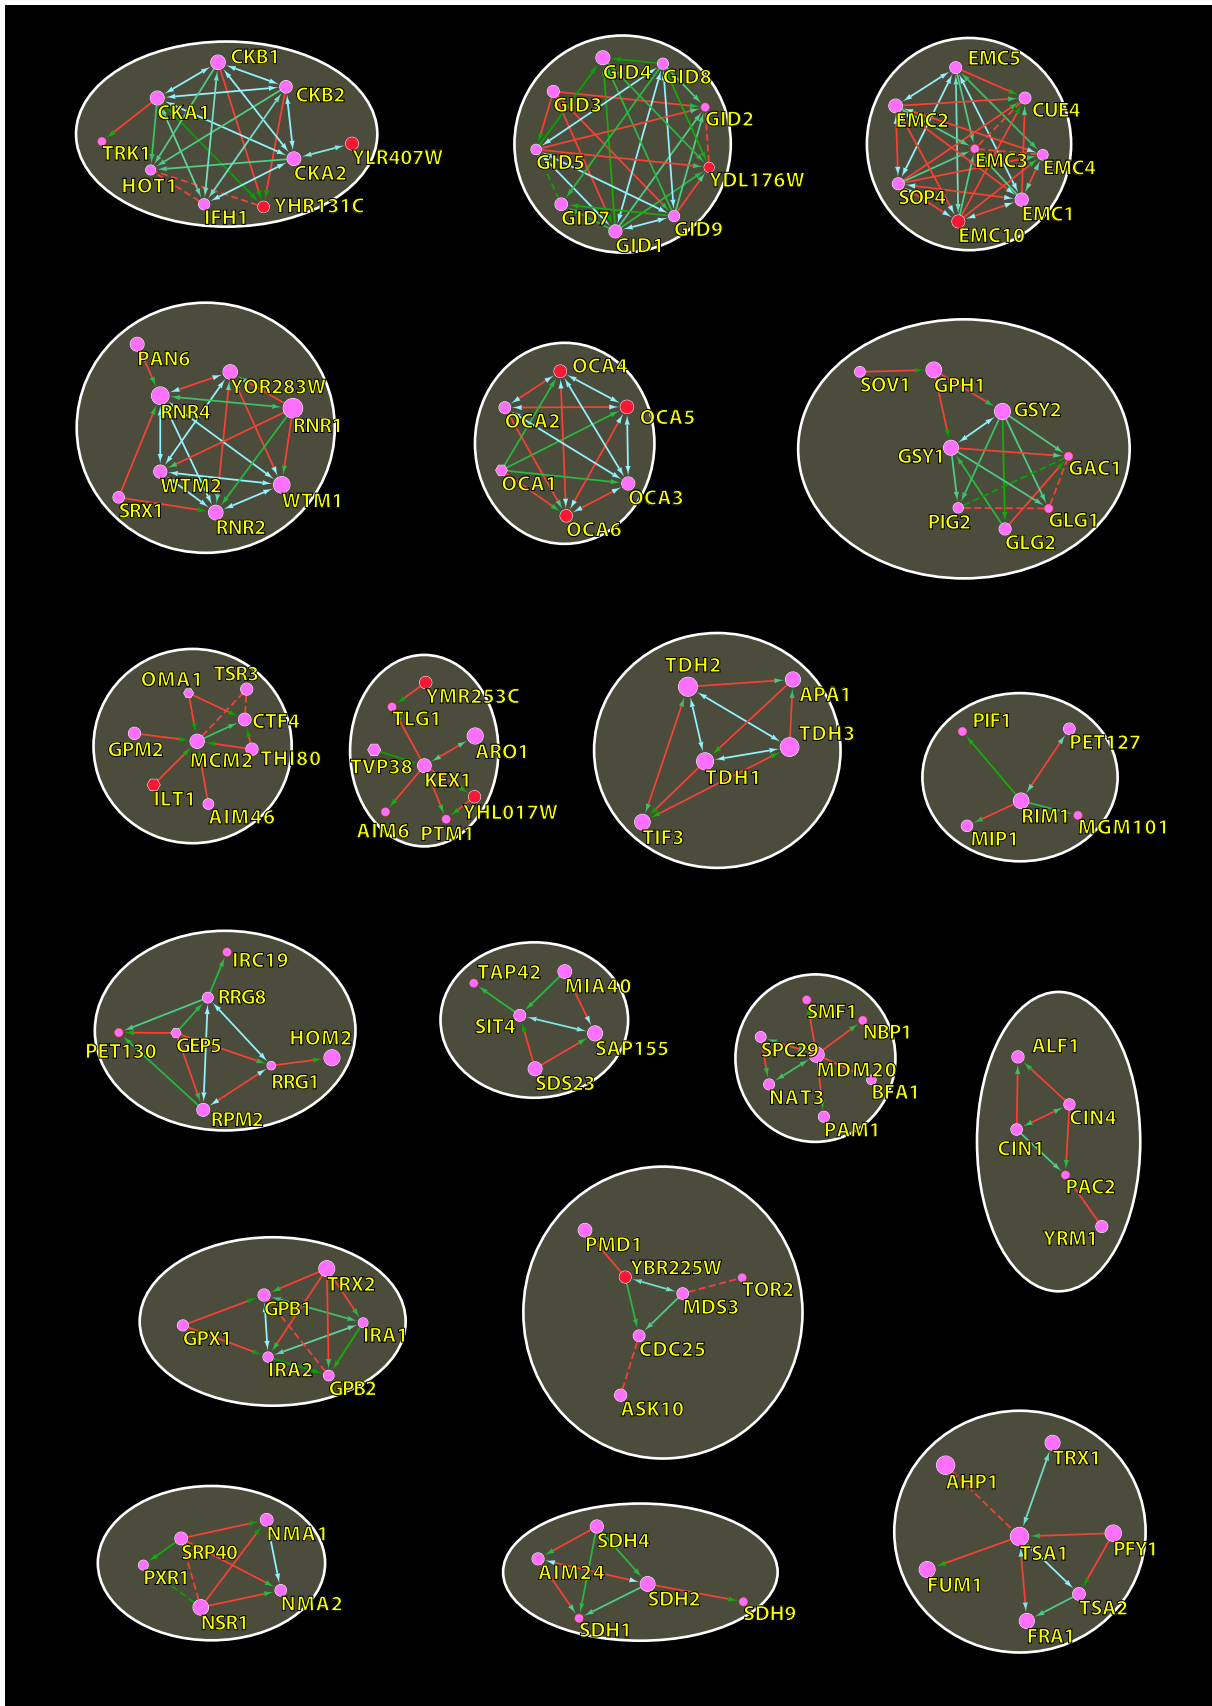 CKB1
CKB2
CKA1
TRK1
HOT1
CKA2
YLR407W
IFH1
YHR131C
GID4
GID8
GID3
GID2
GID5
YDL176W
GID7
GID9
GID1
EMC5
CUE4
EMC2
EMC3
EMC4
SOP4
EMC1
EMC10
PAN6
YOR283W
RNR4
RNR1
WTM2
WTM1
SRX1
RNR2
OCA4
OCA2
OCA5
OCA1
OCA3
OCA6
SOV1
GPH1
GSY2
GSY1
GAC1
PIG2
GLG1
GLG2
OMA1
TSR3
CTF4
GPM2
MCM2
THI80
ILT1
AIM46
YMR253C
TLG1
ARO1
TVP38
KEX1
YHL017W
AIM6
PTM1
TDH2
APA1
TDH3
TDH1
TIF3
PIF1
PET127
RIM1
MGM101
MIP1
IRC19
RRG8
HOM2
PET130
GEP5
RRG1
RPM2
TAP42
MIA40
SIT4
SAP155
SDS23
SMF1
NBP1
SPC29
MDM20
NAT3
BFA1
PAM1
ALF1
CIN4
CIN1
PAC2
YRM1
TRX2
GPB1
GPX1
IRA1
IRA2
GPB2
PMD1
YBR225W
MDS3
TOR2
CDC25
ASK10
TRX1
AHP1
TSA1
PFY1
FUM1
TSA2
FRA1
NMA1
SRP40
PXR1
NMA2
NSR1
SDH4
AIM24
SDH2
SDH9
SDH1